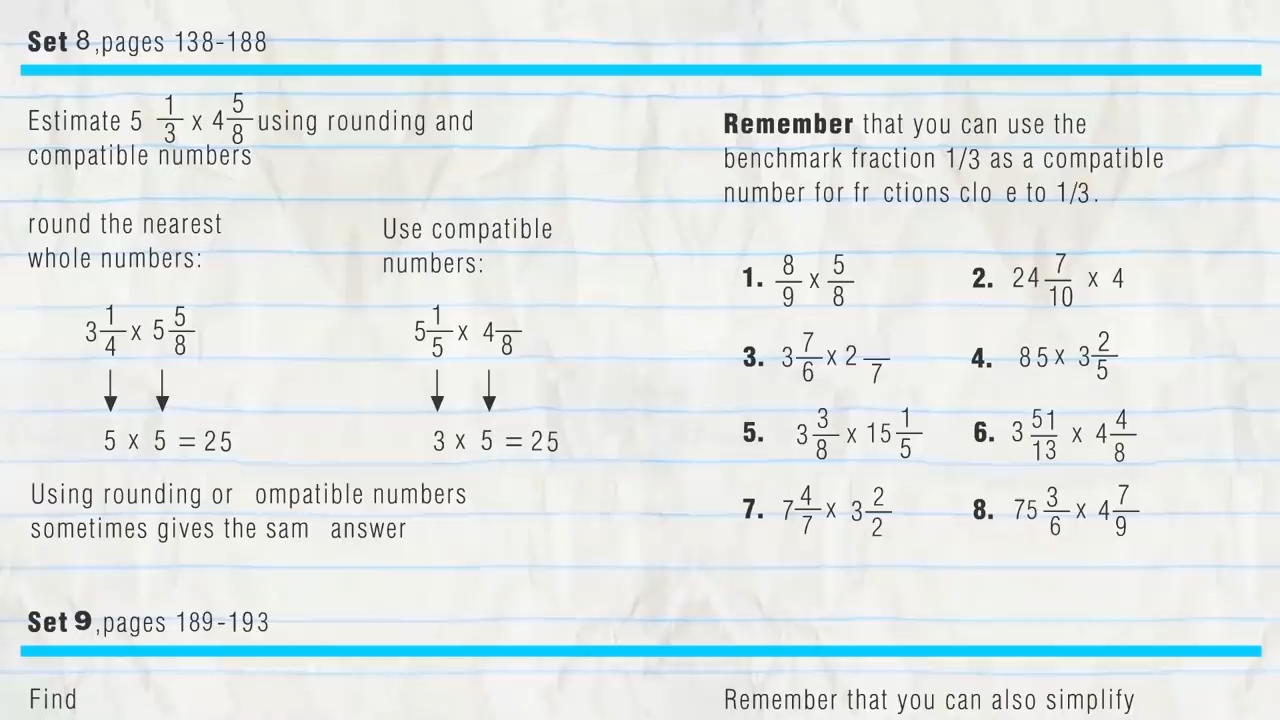 Set 8,pages 138-188
Estimate 5 1/3 x 4 5/8 using rounding and
compatible numbers
round the nearest
whole numbers:
3 1/4 x 5 5/8
5 x 5 = 25
Use compatible
numbers:
5 1/5 x 4 /8
3 x 5 = 25
Using rounding or ompatible numbers
sometimes gives the sam answer
Remember that you can use the
benchmark fraction 1/3 as a compatible
number for fr ctions clo e to 1/3.
1. 8/9 x 5/8
2. 24 7/10 x 4
3. 3 7/6 x 2 /7
4. 85 x 3 2/5
5. 3 3/8 x 15 1/5
6. 3 51/13 x 4 4/8
7. 7 4/7 x 3 2/2
8. 75 3/6 x 4 7/9
Set 9,pages 189-193
Find
Remember that you can also simplify